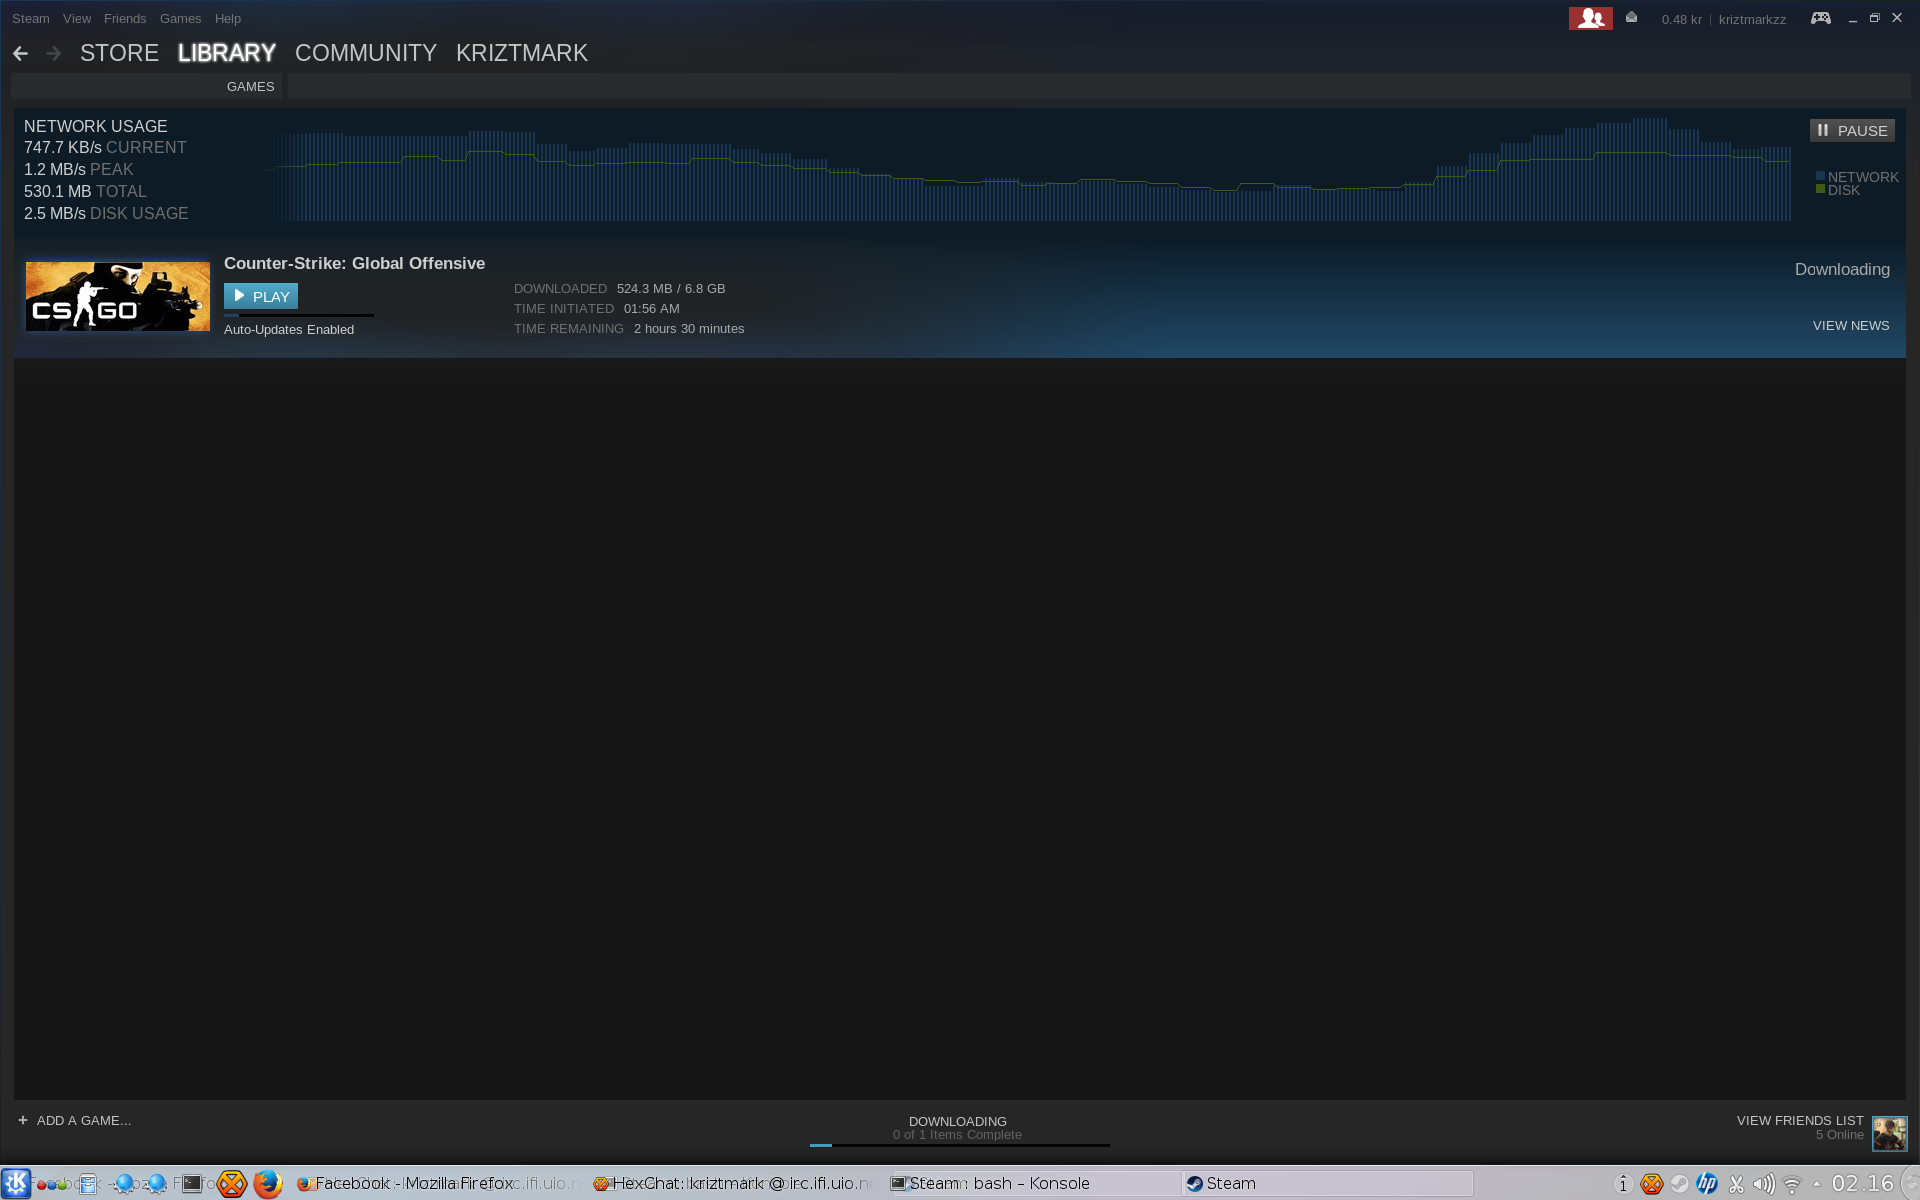 Steam View Friends Games Help
0.48 kr | kriztmarkzz
STORE LIBRARY COMMUNITY KRIZTMARK
GAMES
NETWORK USAGE
747.7 KB/s CURRENT
1.2 MB/s PEAK
530.1 MB TOTAL
2.5 MB/s DISK USAGE
PAUSE
NETWORK
DISK
CS GO
Counter-Strike: Global Offensive
PLAY
Auto-Updates Enabled
DOWNLOADED 524.3 MB / 6.8 GB
TIME INITIATED 01:56 AM
TIME REMAINING 2 hours 30 minutes
Downloading
VIEW NEWS
+ ADD A GAME...
DOWNLOADING
0 of 1 Items Complete
VIEW FRIENDS LIST
5 Online
Facebook - Mozilla Firefox
HexChat: kriztmark @ irc.ifi.uio.no
Steam : bash – Konsole
Steam
hp
02.16